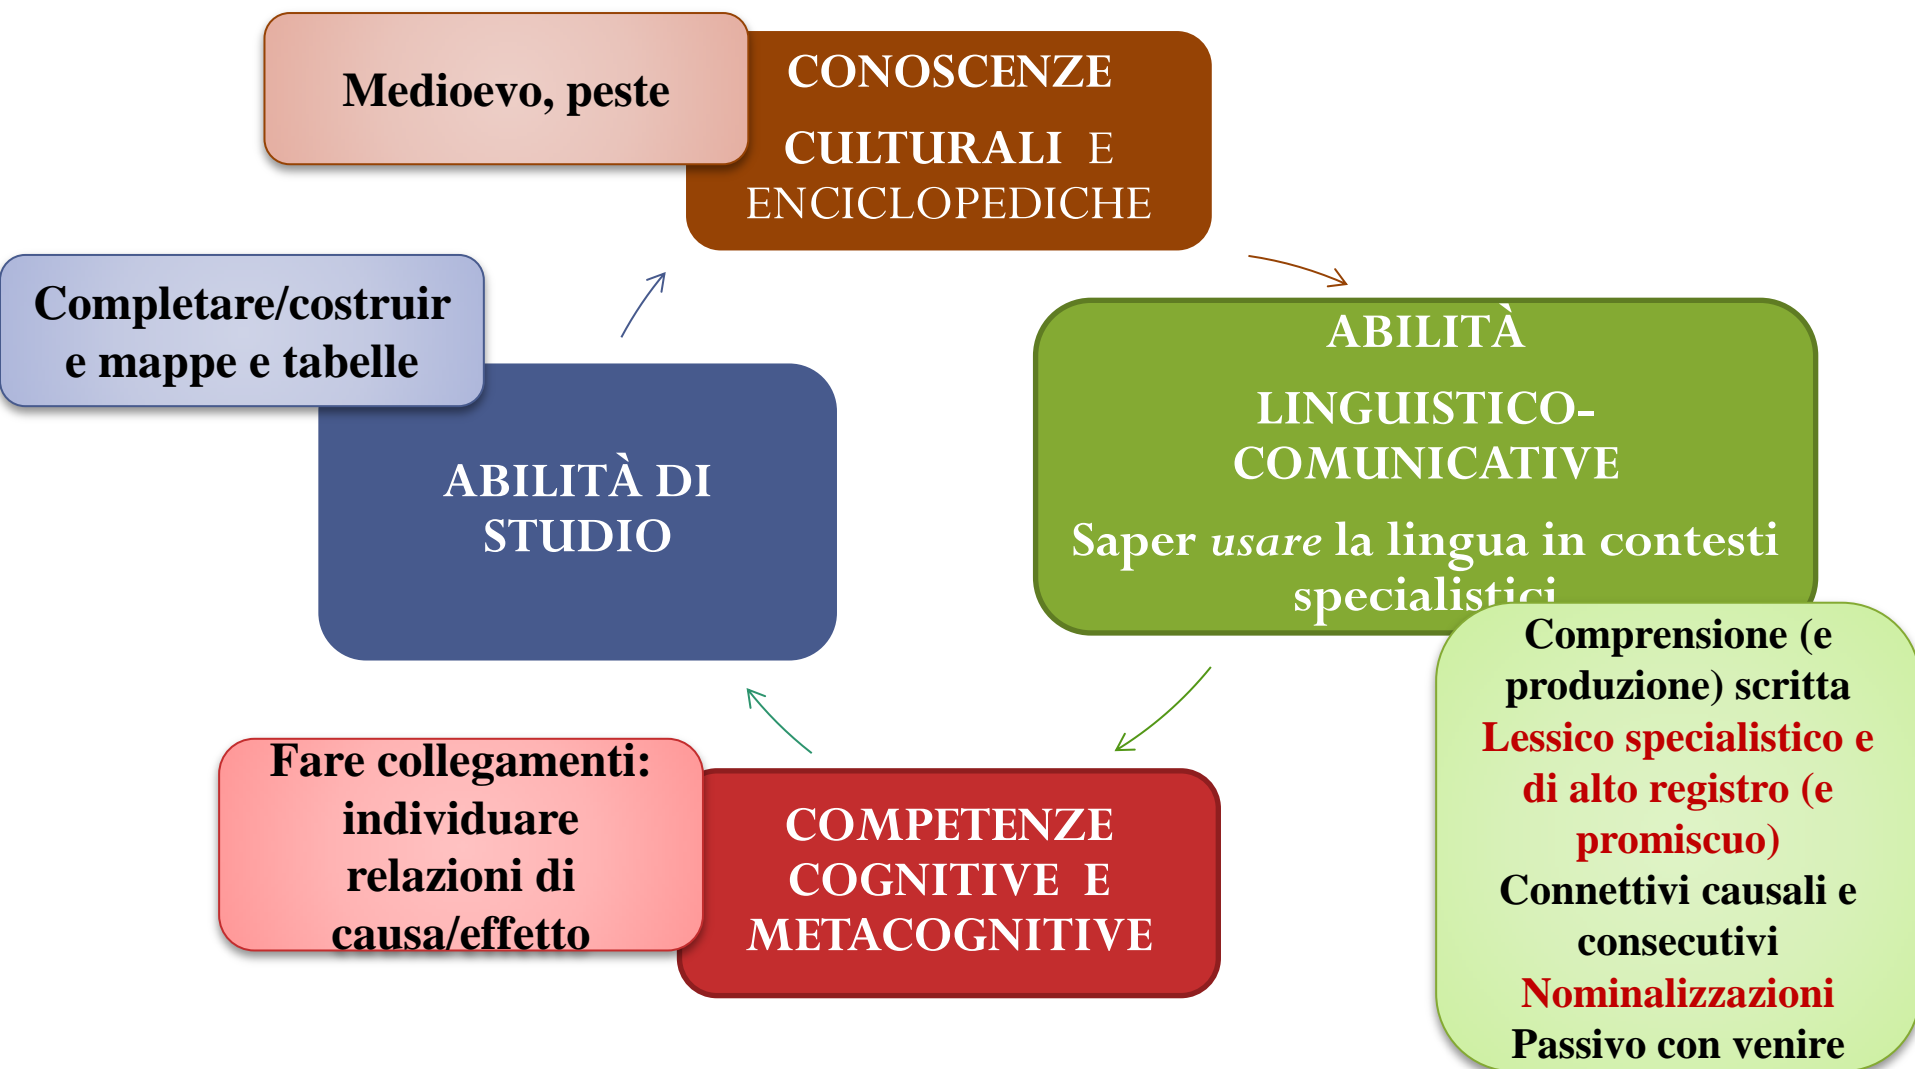 Medioevo, peste
CONOSCENZE
CULTURALI E
ENCICLOPEDICHE
Completare/costruir
e mappe e tabelle
ABILITÀ DI
STUDIO
ABILITÀ
LINGUISTICO-
COMUNICATIVE
Saper usare la lingua in contesti
specialistici
Comprensione (e
produzione) scritta
Lessico specialistico e
di alto registro (e
promiscuo)
Connettivi causali e
consecutivi
Nominalizzazioni
Passivo con venire
Fare collegamenti:
individuare
relazioni di
causa/effetto
COMPETENZE
COGNITIVE E
METACOGNITIVE